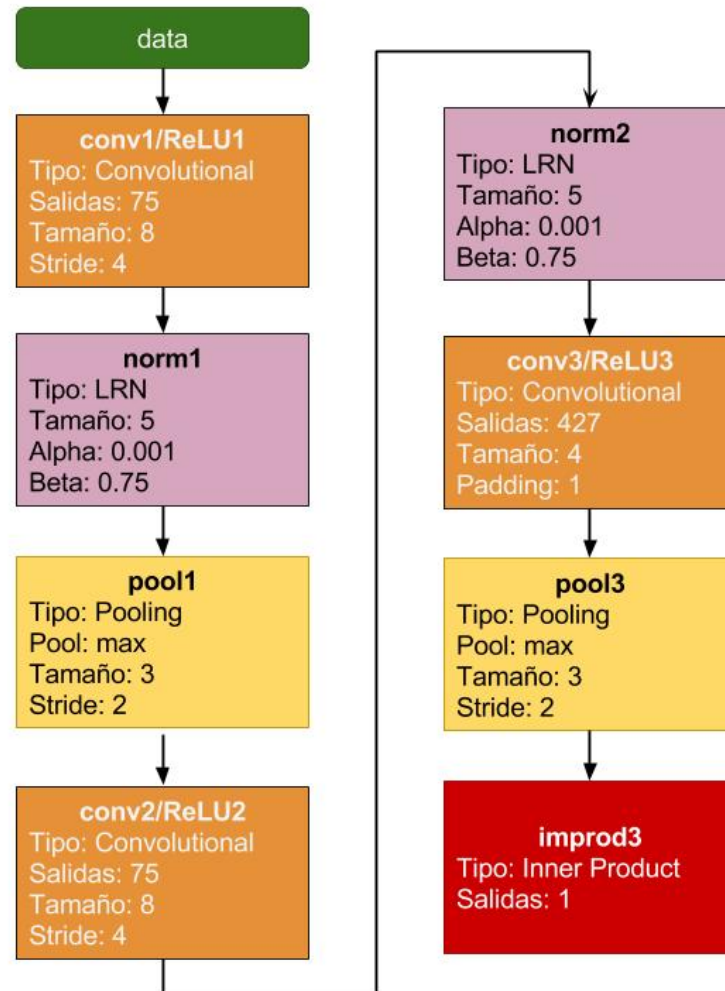 data
conv1/ReLU1
Tipo: Convolutional
Salidas: 75
Tamaño: 8
Stride: 4
norm1
Tipo: LRN
Tamaño: 5
Alpha: 0.001
Beta: 0.75
pool1
Tipo: Pooling
Pool: max
Tamaño: 3
Stride: 2
conv2/ReLU2
Tipo: Convolutional
Salidas: 75
Tamaño: 8
Stride: 4
norm2
Tipo: LRN
Tamaño: 5
Alpha: 0.001
Beta: 0.75
conv3/ReLU3
Tipo: Convolutional
Salidas: 427
Tamaño: 4
Padding: 1
pool3
Tipo: Pooling
Pool: max
Tamaño: 3
Stride: 2
improd3
Tipo: Inner Product
Salidas: 1